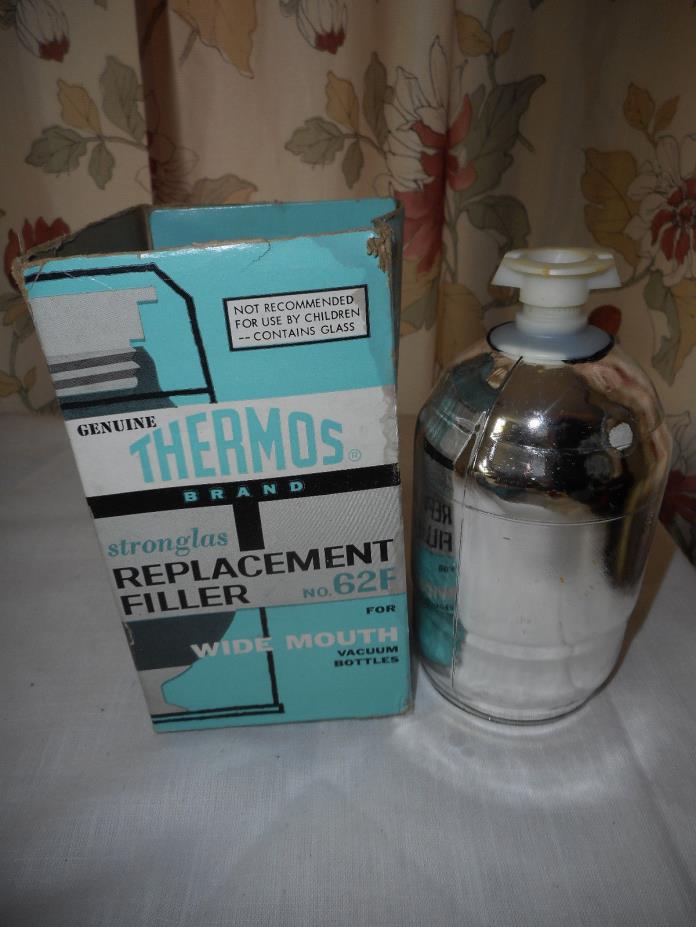 NOT RECOMMENDED
FOR USE BY CHILDREN
-- CONTAINS GLASS
GENUINE
THERMOS ®
BRAND
stronglas
REPLACEMENT
FILLER NO. 62F
FOR
WIDE MOUTH
VACUUM
BOTTLES